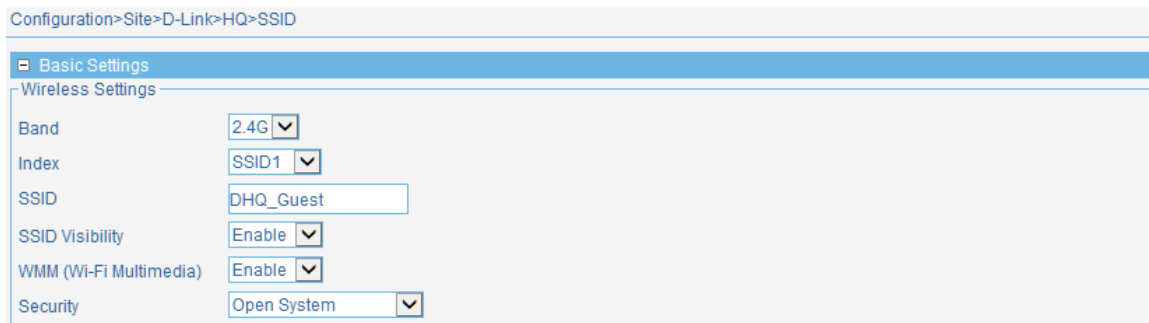 Configuration>Site>D-Link>HQ>SSID
Basic Settings
Wireless Settings
Band 2.4G
Index SSID1
SSID DHQ_Guest
SSID Visibility Enable
WMM (Wi-Fi Multimedia) Enable
Security Open System